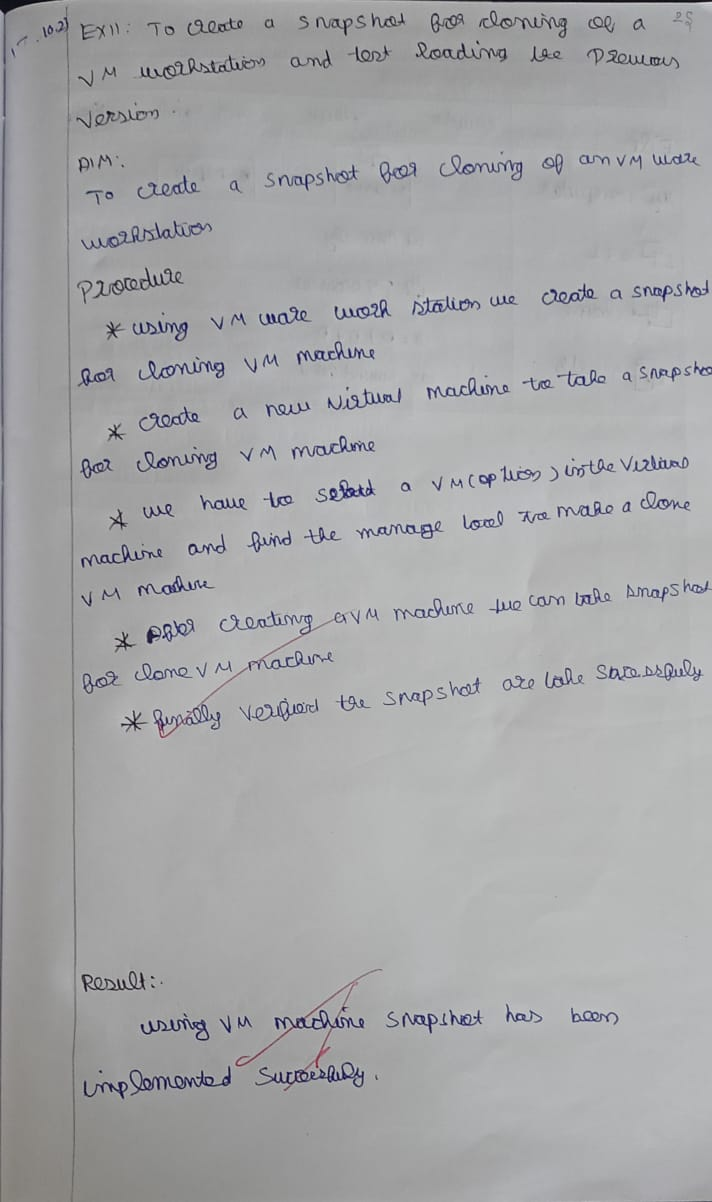 EX11: To create a snapshot for cloning of a 25
VM workstation and test loading the Previous
version.
AIM:
To create a snapshot for cloning of an VM ware
workstation
Procedure
* using VM ware work station we create a snapshot
for cloning VM machine
* create a new virtual machine to take a snapshot
for cloning VM machine
* we have to select a VM (option) in the virtual
machine and find the manage tool to make a clone
VM machine
* After creating a VM machine we can take snapshot
for clone VM machine
* finally verified the snapshot are take successfully
Result:
using VM machine snapshot has been
implemented successfully.